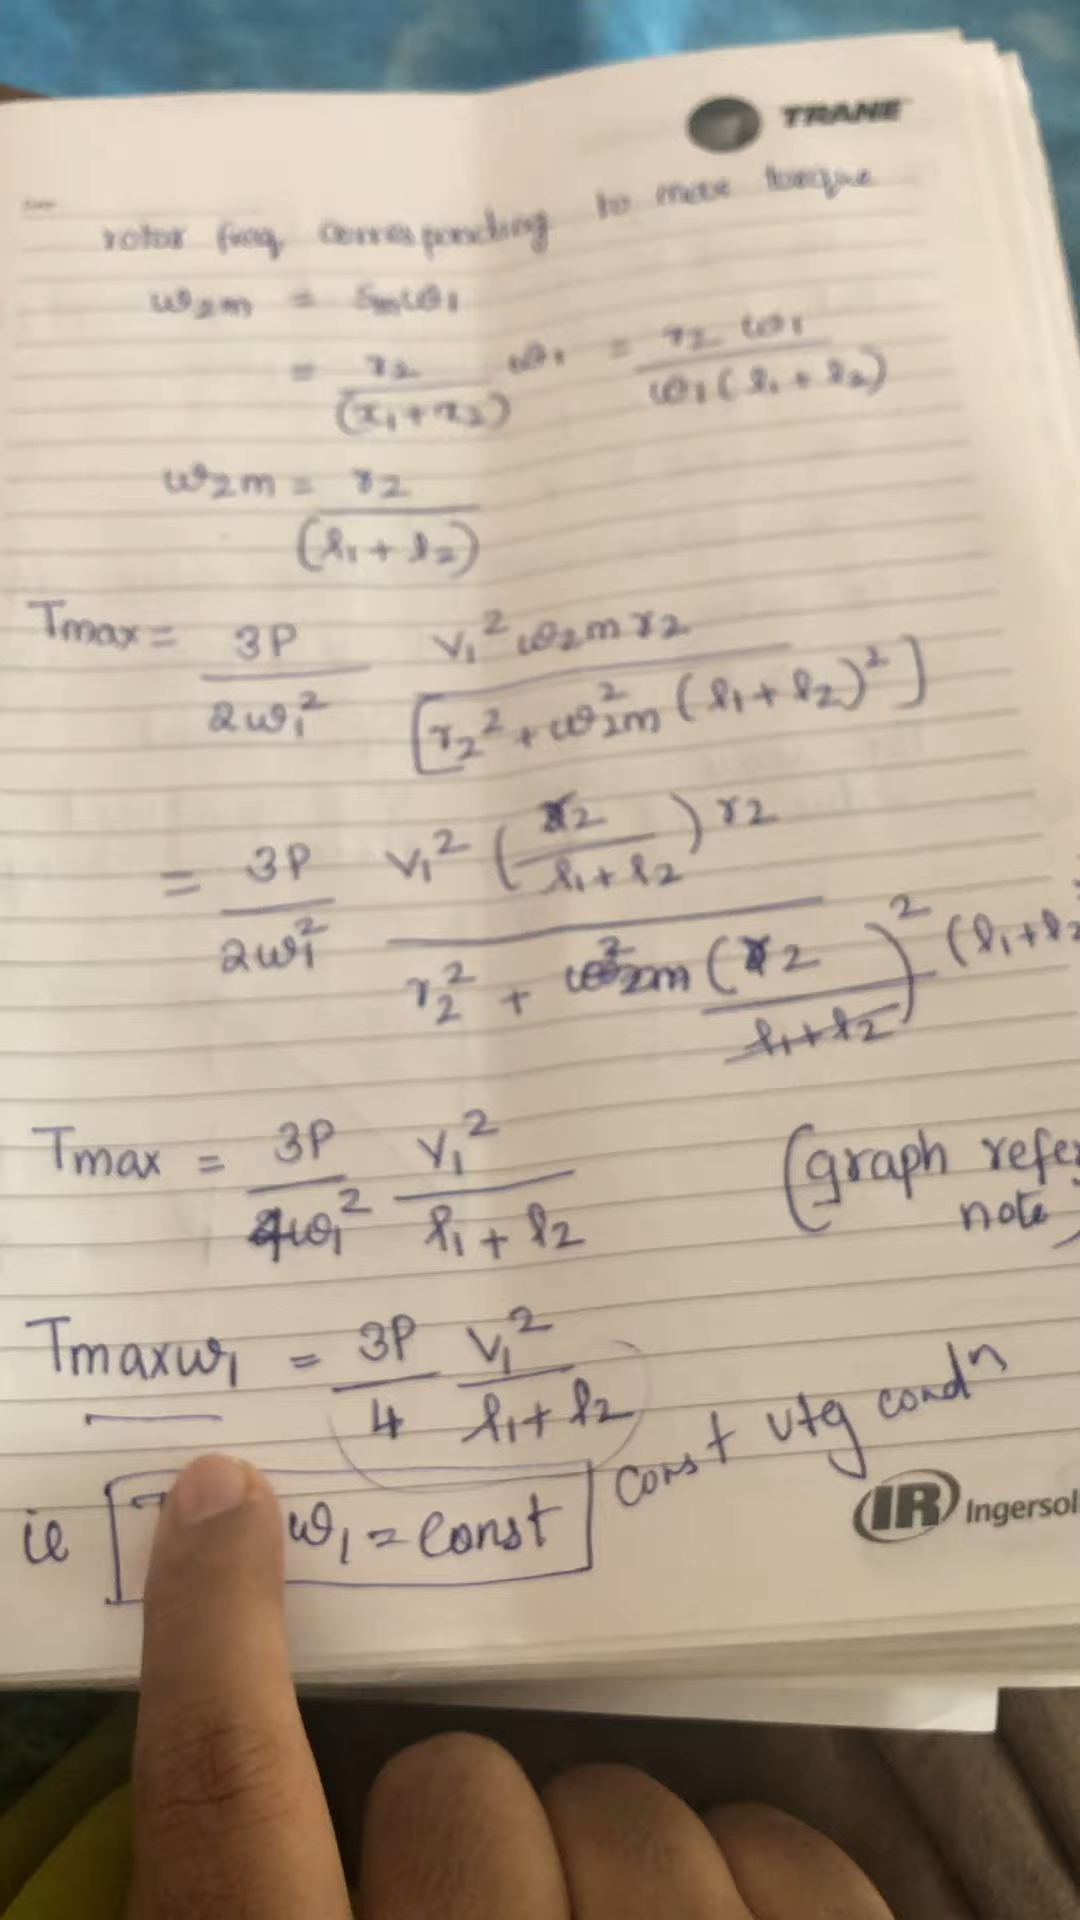 TRANE
rotor freq. corresponding to max torque
ω2m = smω1
= r2/(x1+x2) ω1 = r2 ω1/ω1(l1+l2)
ω2m = r2/(l1+l2)
Tmax = 3P/2ω1² V1² ω2m r2/[r2² + ω2m² (l1+l2)²]
= 3P/2ω1² V1² (r2/l1+l2) r2/r2² + (r2/l1+l2)² (l1+l2
Tmax = 3P/4ω1² V1²/l1+l2 (graph refer note)
Tmaxω1 = 3P/4 V1²/l1+l2
const vtg condn
ie ω1 = const
IR Ingersol